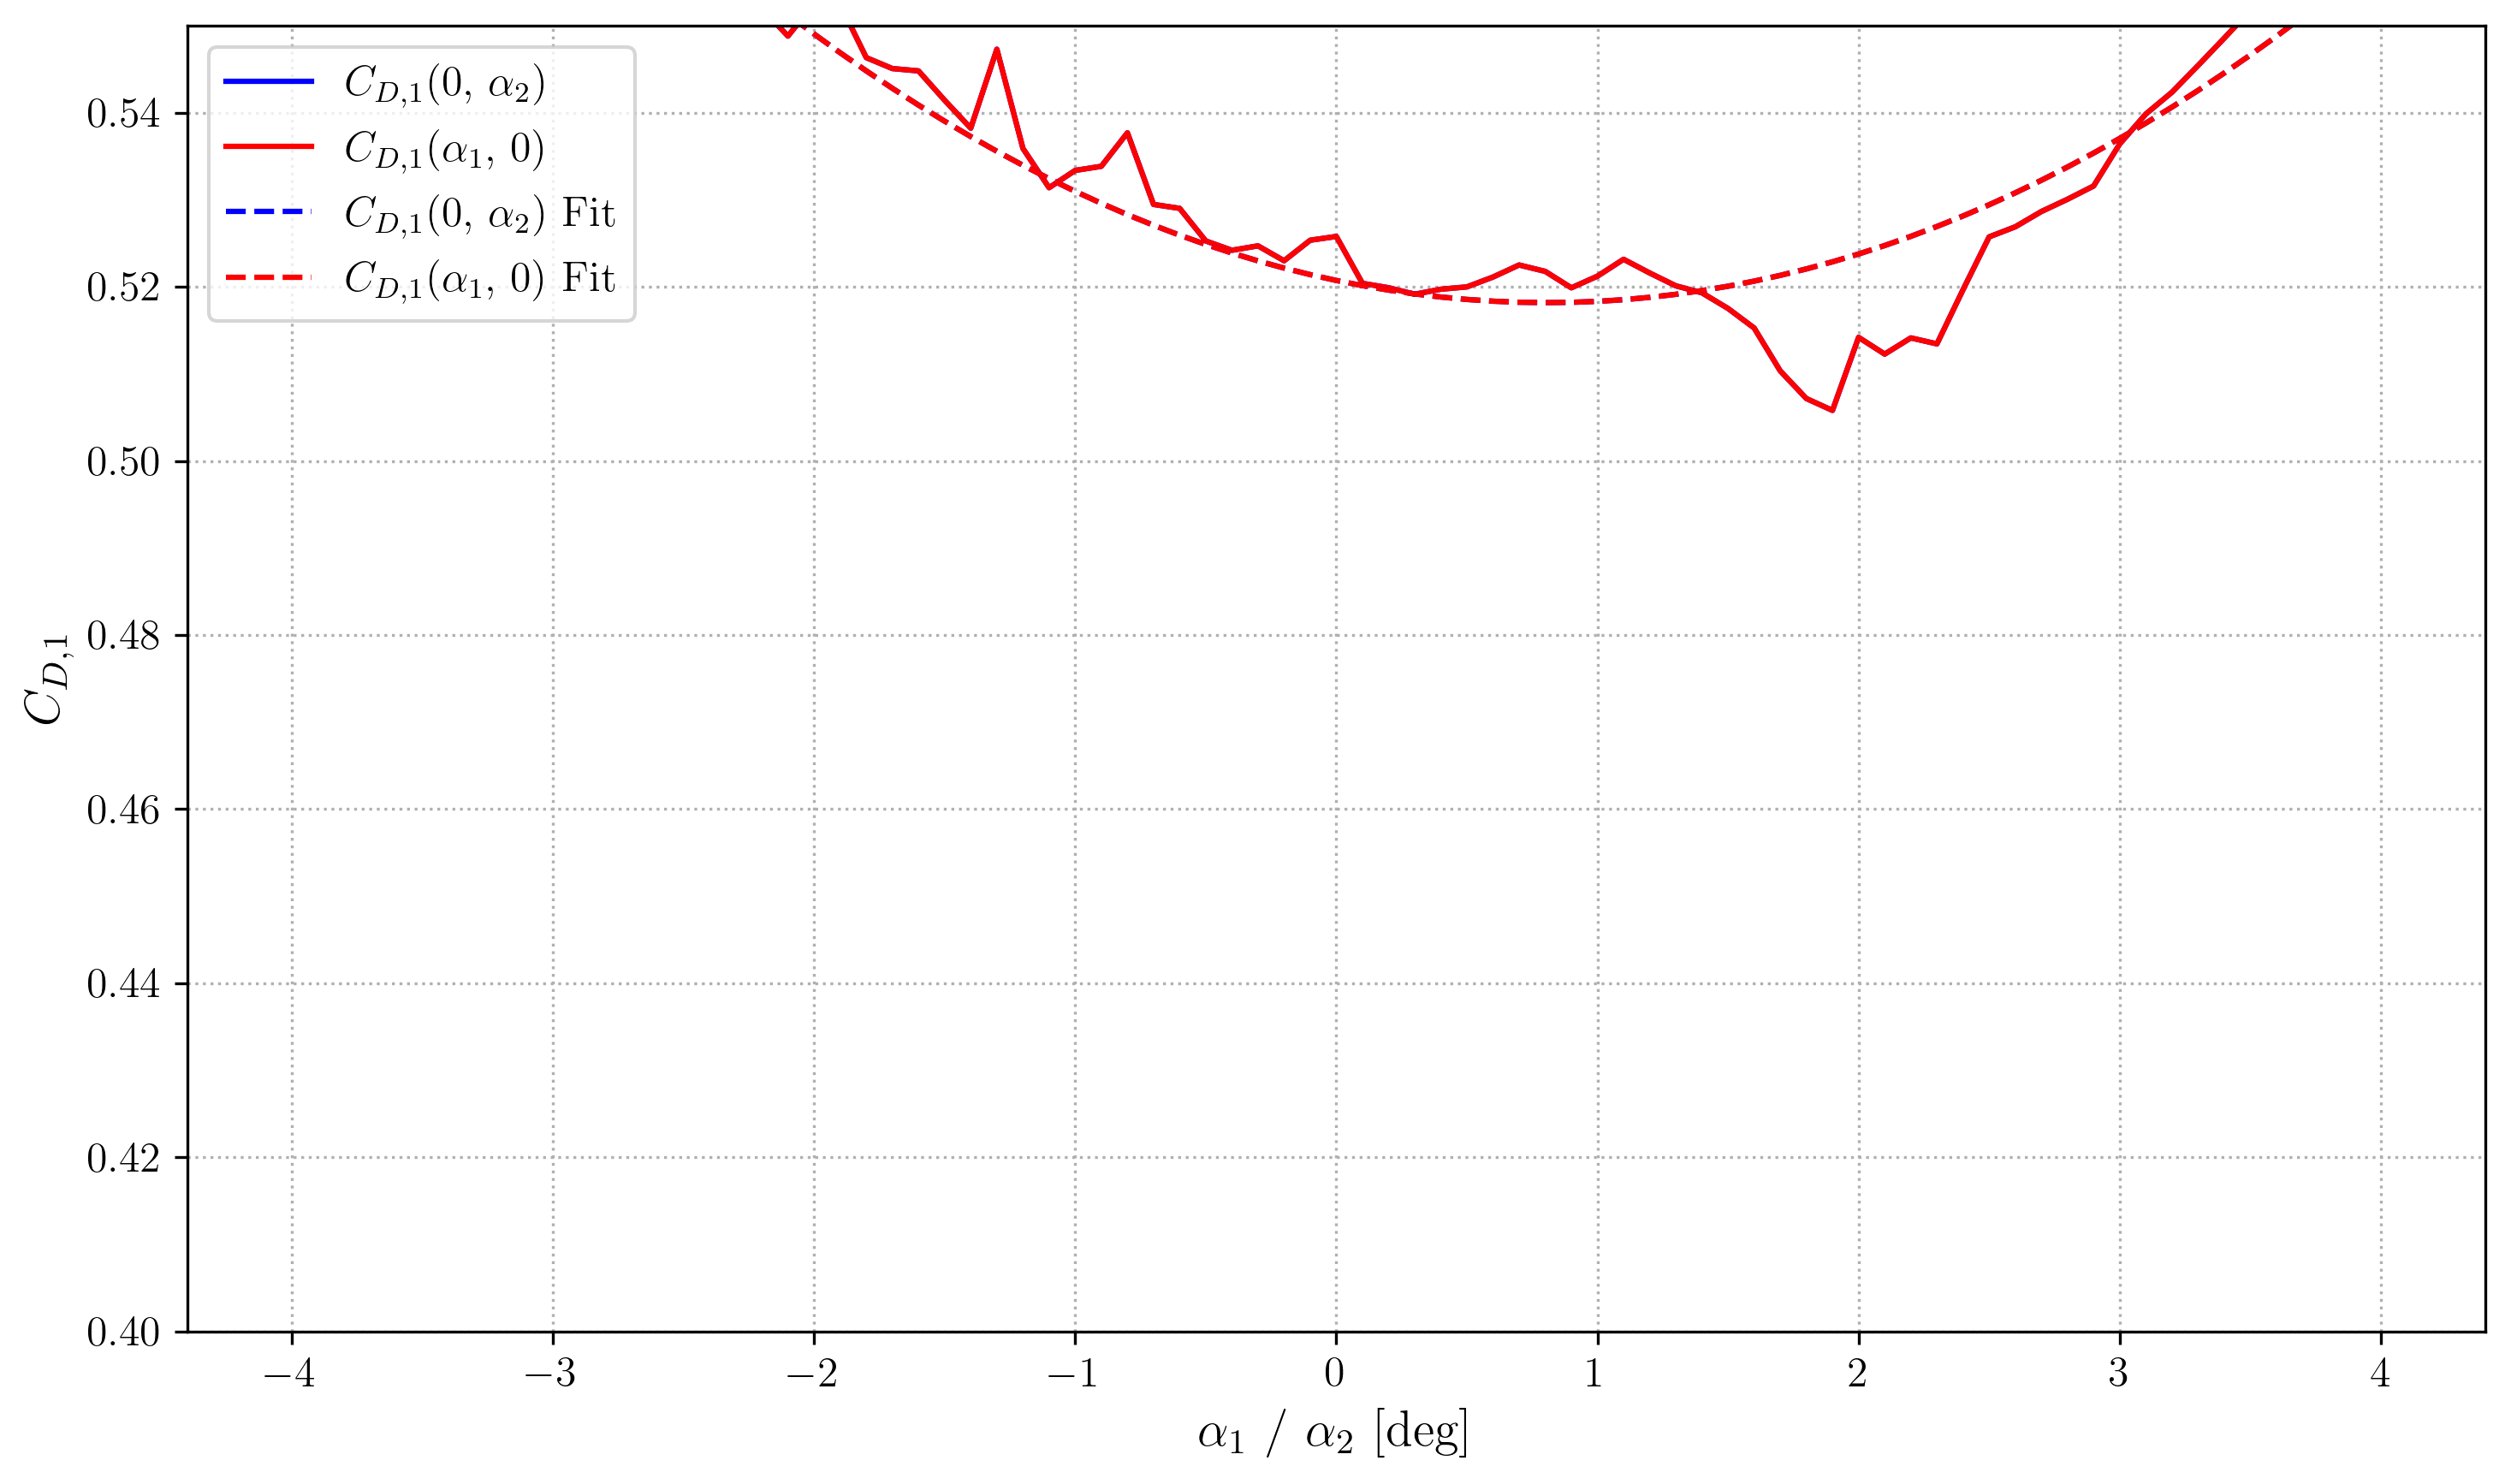 C_{D,1}(0, α_2)
C_{D,1}(α_1, 0)
C_{D,1}(0, α_2) Fit
C_{D,1}(α_1, 0) Fit
0.54
0.52
0.50
0.48
0.46
0.44
0.42
0.40
C_{D,1}
−4 −3 −2 −1 0 1 2 3 4
α_1 / α_2 [deg]